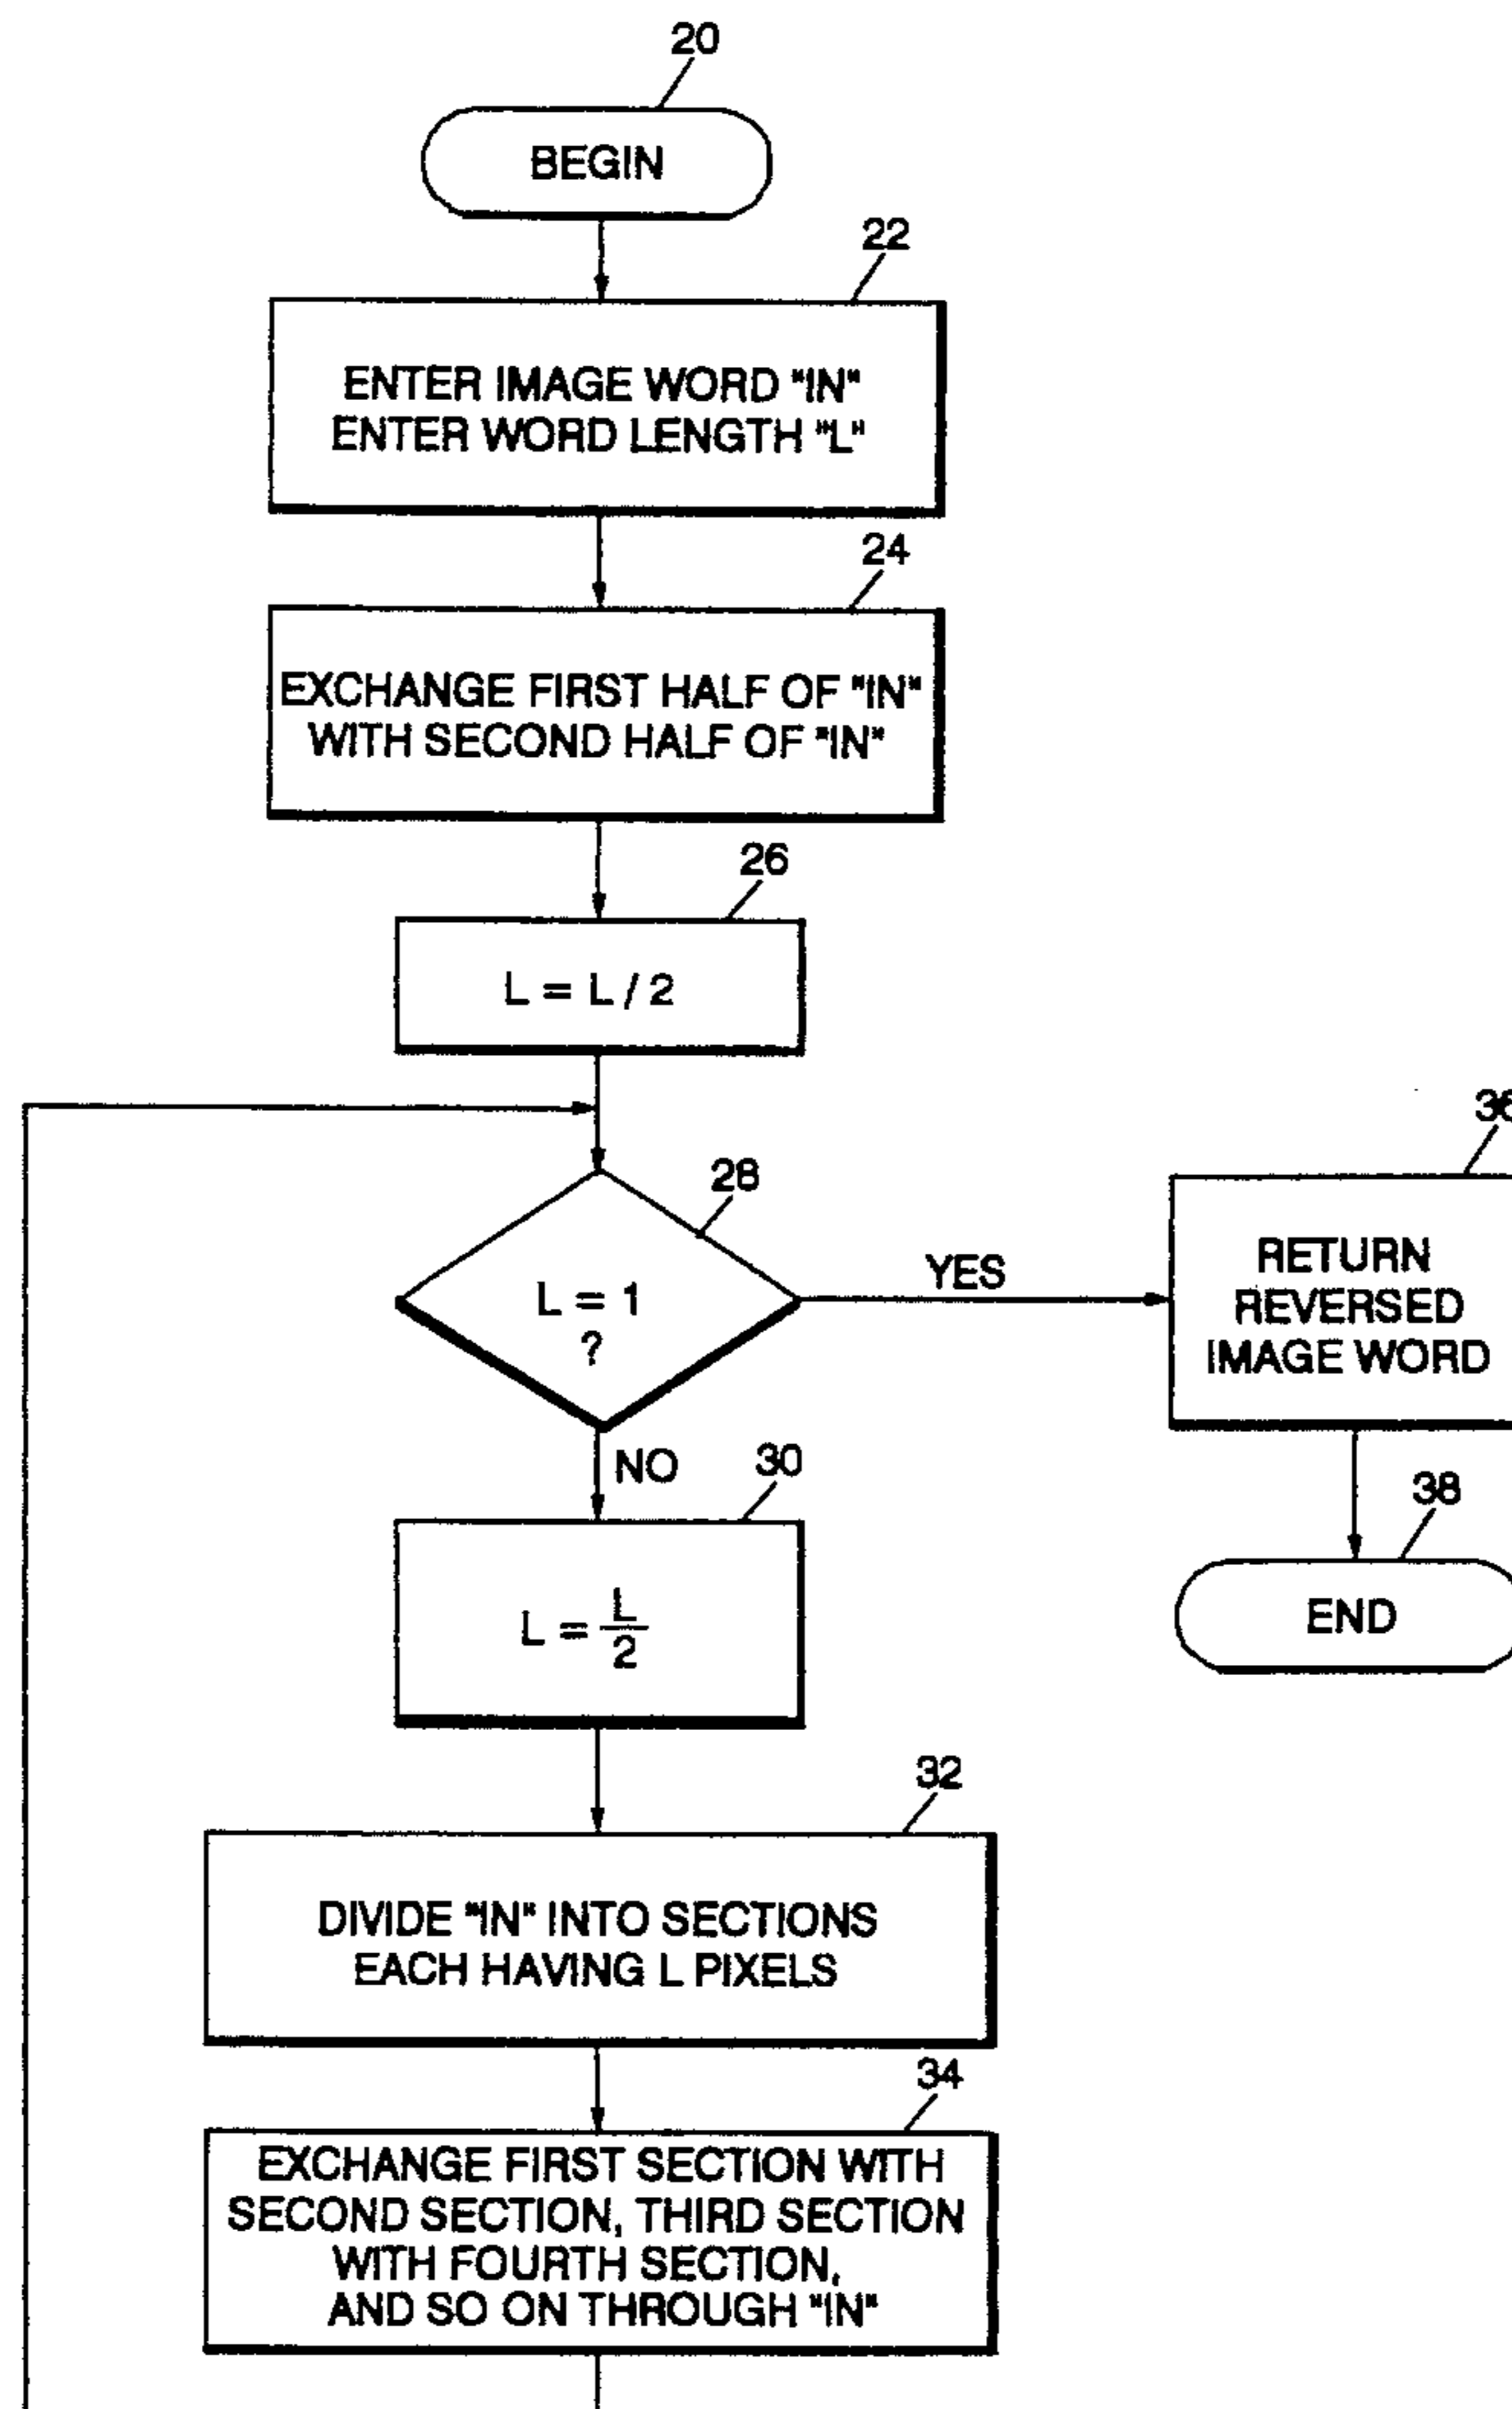 20
BEGIN
22
ENTER IMAGE WORD "IN"
ENTER WORD LENGTH "L"
24
EXCHANGE FIRST HALF OF "IN"
WITH SECOND HALF OF "IN"
26
L = L / 2
28
L = 1
?
YES
36
RETURN
REVERSED
IMAGE WORD
NO
30
L = L/2
38
END
32
DIVIDE "IN" INTO SECTIONS
EACH HAVING L PIXELS
34
EXCHANGE FIRST SECTION WITH
SECOND SECTION, THIRD SECTION
WITH FOURTH SECTION,
AND SO ON THROUGH "IN"